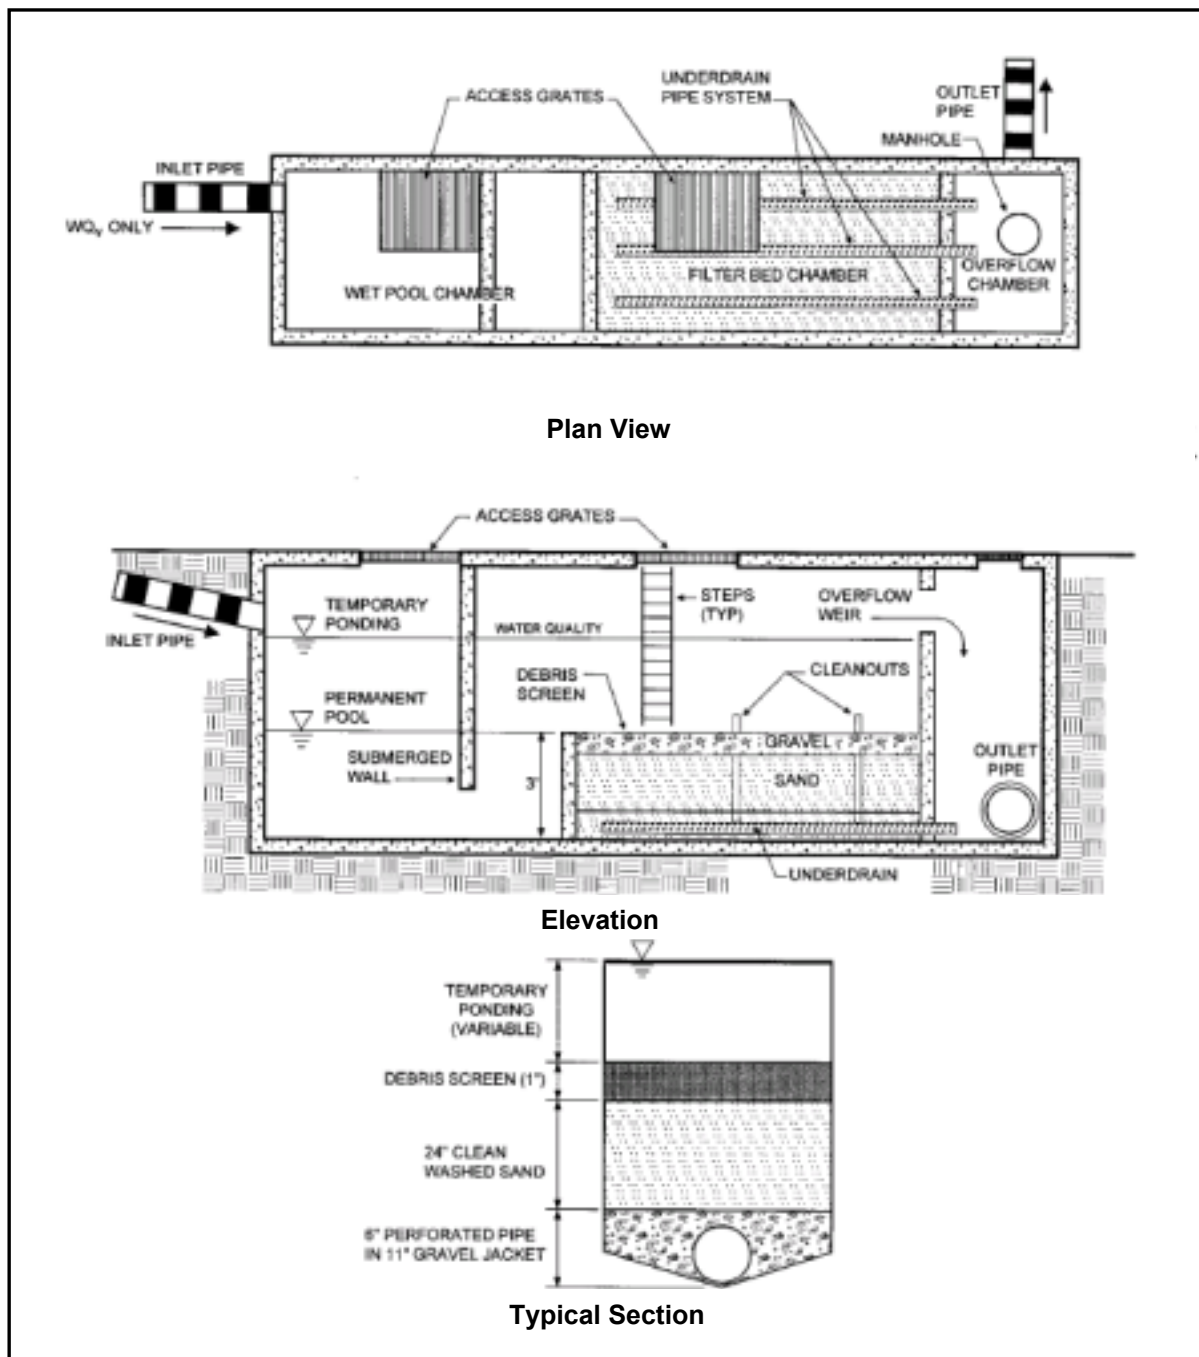 UNDERDRAIN
PIPE SYSTEM
ACCESS GRATES
OUTLET
PIPE
MANHOLE
INLET PIPE
WQv ONLY
WET POOL CHAMBER
FILTER BED CHAMBER
OVERFLOW
CHAMBER
Plan View
ACCESS GRATES
TEMPORARY
PONDING
INLET PIPE
WATER QUALITY
STEPS
(TYP)
OVERFLOW
WEIR
DEBRIS
SCREEN
CLEANOUTS
PERMANENT
POOL
SUBMERGED
WALL
3'
GRAVEL
SAND
OUTLET
PIPE
UNDERDRAIN
Elevation
TEMPORARY
PONDING
(VARIABLE)
DEBRIS SCREEN (1")
24" CLEAN
WASHED SAND
6" PERFORATED PIPE
IN 11" GRAVEL JACKET
Typical Section